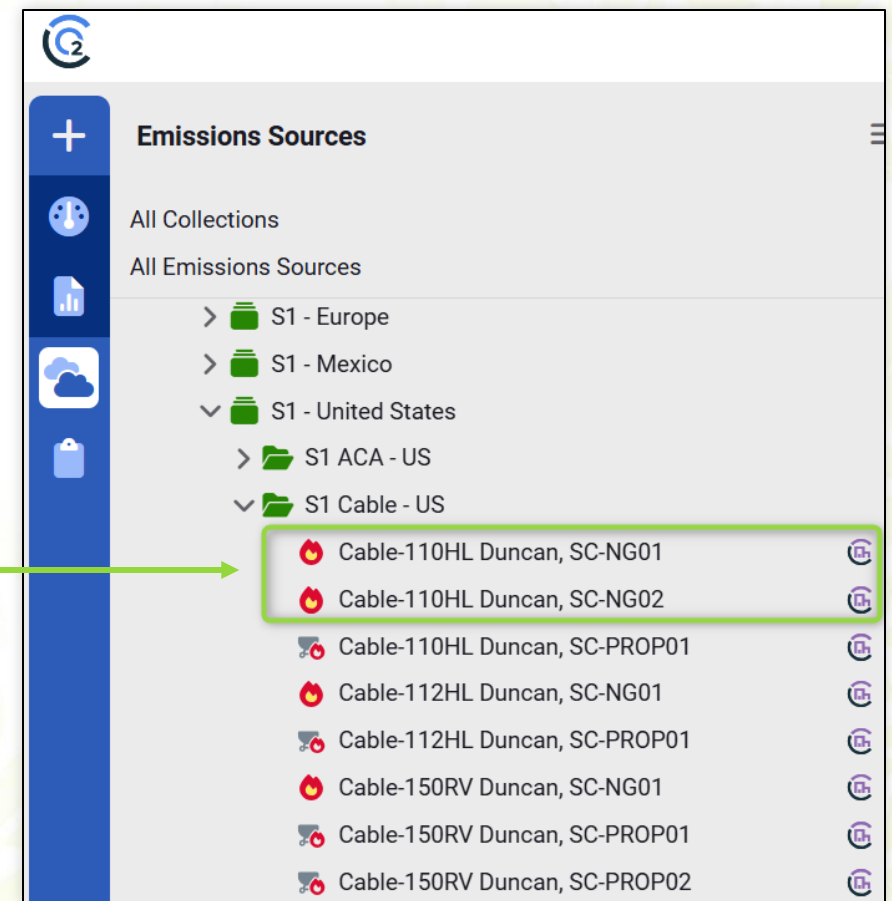 2
Emissions Sources
All Collections
All Emissions Sources
S1 - Europe
S1 - Mexico
S1 - United States
S1 ACA - US
S1 Cable - US
Cable-110HL Duncan, SC-NG01
Cable-110HL Duncan, SC-NG02
Cable-110HL Duncan, SC-PROP01
Cable-112HL Duncan, SC-NG01
Cable-112HL Duncan, SC-PROP01
Cable-150RV Duncan, SC-NG01
Cable-150RV Duncan, SC-PROP01
Cable-150RV Duncan, SC-PROP02